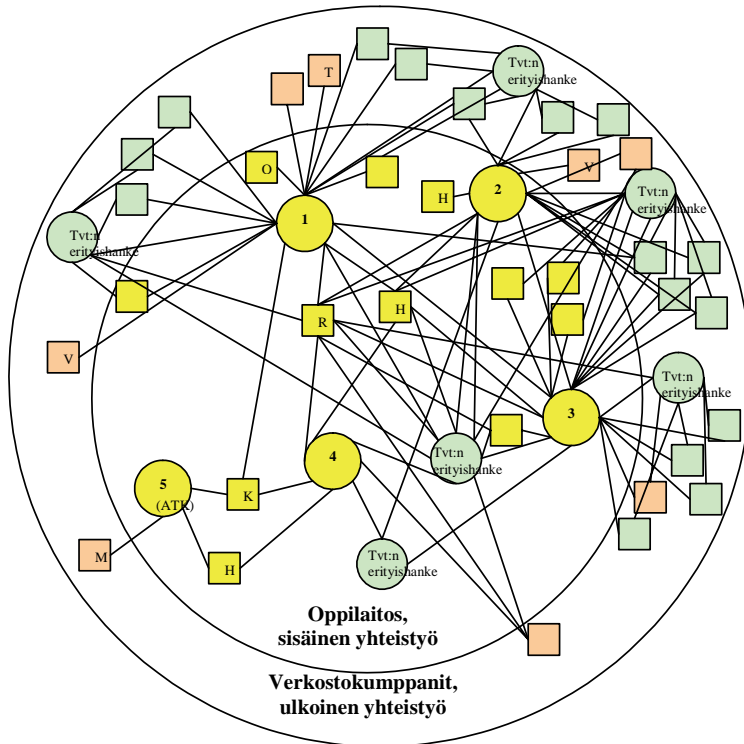 T
Tvt:n
erityishanke
O
V
H
2
Tvt:n
erityishanke
1
Tvt:n
erityishanke
R
H
V
Tvt:n
erityishanke
3
4
Tvt:n
erityishanke
5
(ATK)
K
M
H
Tvt:n
erityishanke
Oppilaitos,
sisäinen yhteistyö
Verkostokumppanit,
ulkoinen yhteistyö